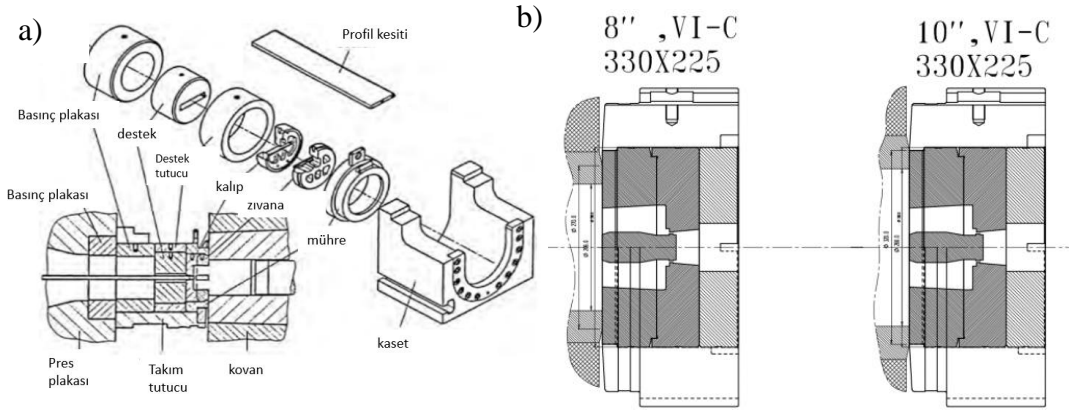 a)
Profil kesiti
Basınç plakası
destek
Destek
tutucu
kalıp
zıvana
Basınç plakası
mühre
kaset
Pres
plakası
Takım
tutucu
kovan
b)
8'' ,VI-C
330X225
10'' ,VI-C
330X225